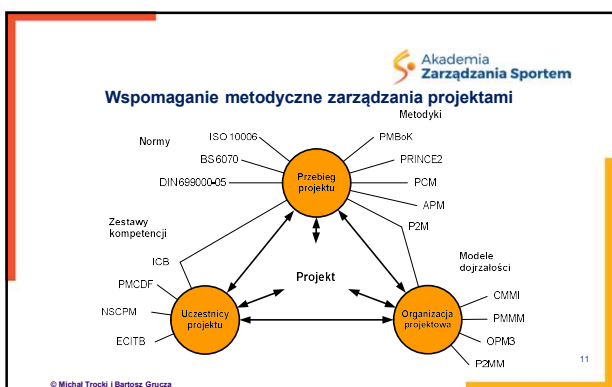 Akademia
Zarządzania Sportem
Wspomaganie metodyczne zarządzania projektami
Metodyki
Normy
ISO 10006
PMBoK
BS6070
PRINCE2
DIN699000-05
PCM
Przebieg
projektu
APM
P2M
Zestawy
kompetencji
ICB
Modele
dojrzałości
Projekt
PMCDF
CMMI
NSCPM
Uczestnicy
projektu
Organizacja
projektowa
PMMM
ECITB
OPM3
P2MM
11
© Michał Trocki i Bartosz Grucza